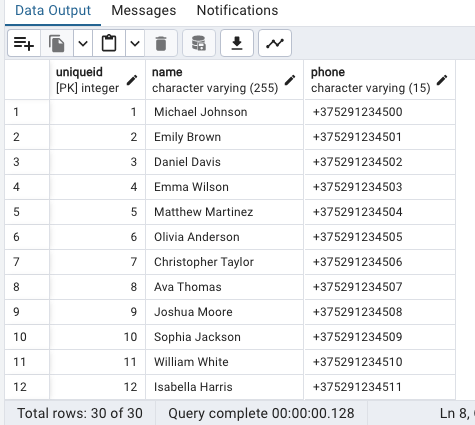 Data Output Messages Notifications
uniqueid name phone
[PK] integer character varying (255) character varying (15)
1 1 Michael Johnson +375291234500
2 2 Emily Brown +375291234501
3 3 Daniel Davis +375291234502
4 4 Emma Wilson +375291234503
5 5 Matthew Martinez +375291234504
6 6 Olivia Anderson +375291234505
7 7 Christopher Taylor +375291234506
8 8 Ava Thomas +375291234507
9 9 Joshua Moore +375291234508
10 10 Sophia Jackson +375291234509
11 11 William White +375291234510
12 12 Isabella Harris +375291234511
Total rows: 30 of 30 Query complete 00:00:00.128 Ln 8,